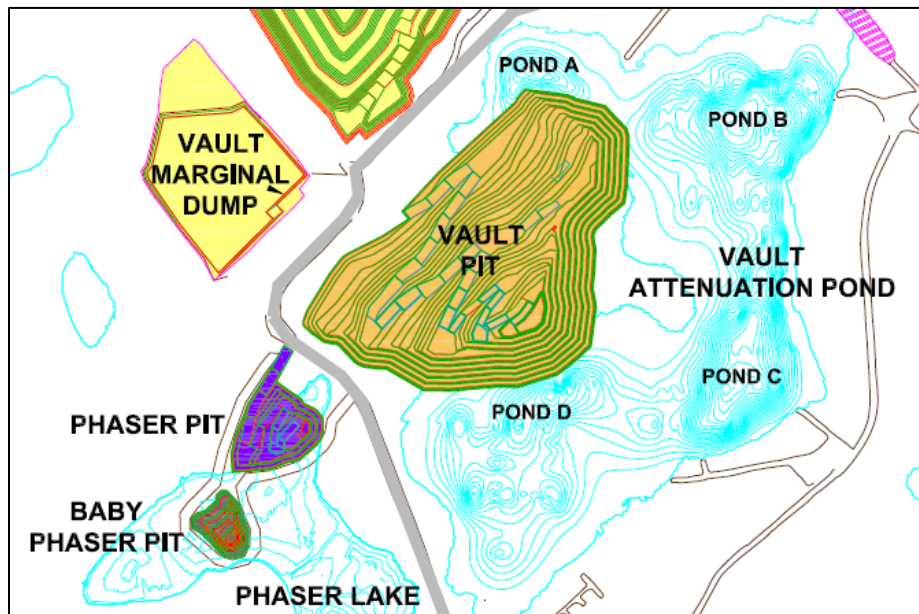 POND A
POND B
VAULT
MARGINAL
DUMP
VAULT
PIT
VAULT
ATTENUATION POND
POND C
POND D
PHASER PIT
BABY
PHASER PIT
PHASER LAKE